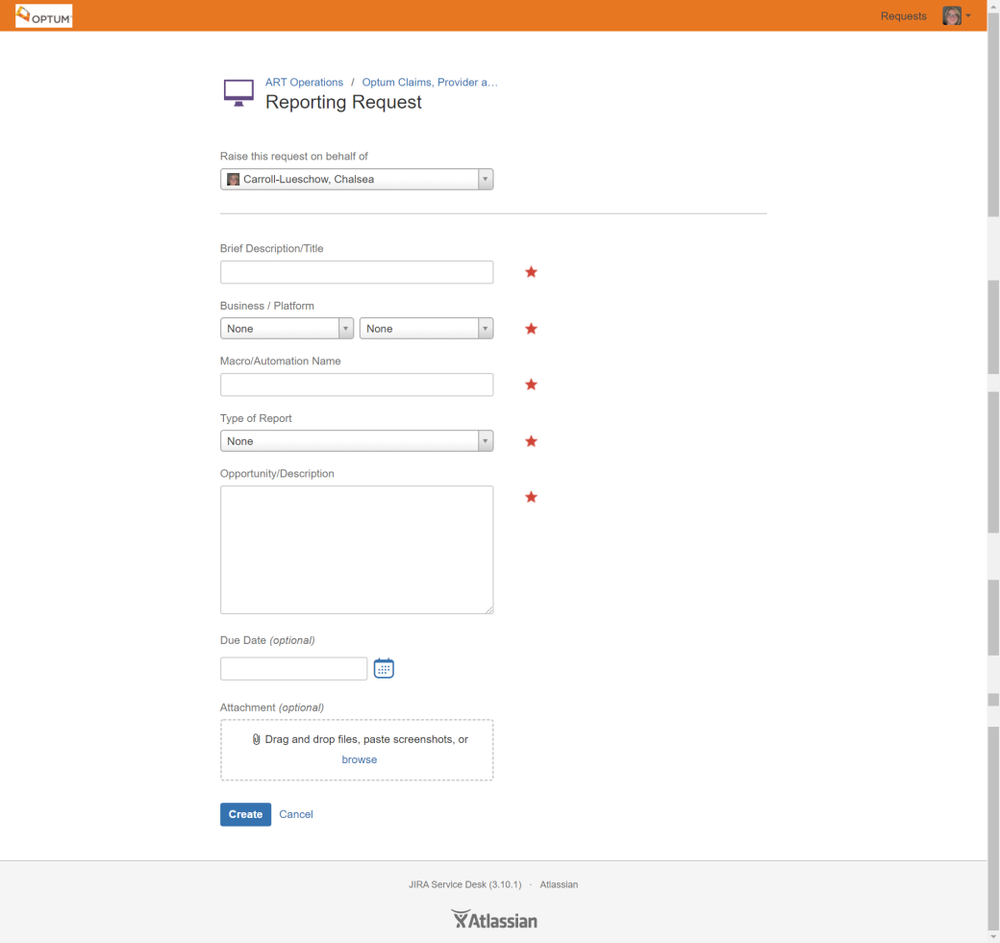 OPTUM
Requests
ART Operations / Optum Claims, Provider a…
Reporting Request
Raise this request on behalf of
Carroll-Lueschow, Chalsea
Brief Description/Title
Business / Platform
None None
Macro/Automation Name
Type of Report
None
Opportunity/Description
Due Date (optional)
Attachment (optional)
Drag and drop files, paste screenshots, or
browse
Create Cancel
JIRA Service Desk (3.10.1) · Atlassian
Atlassian